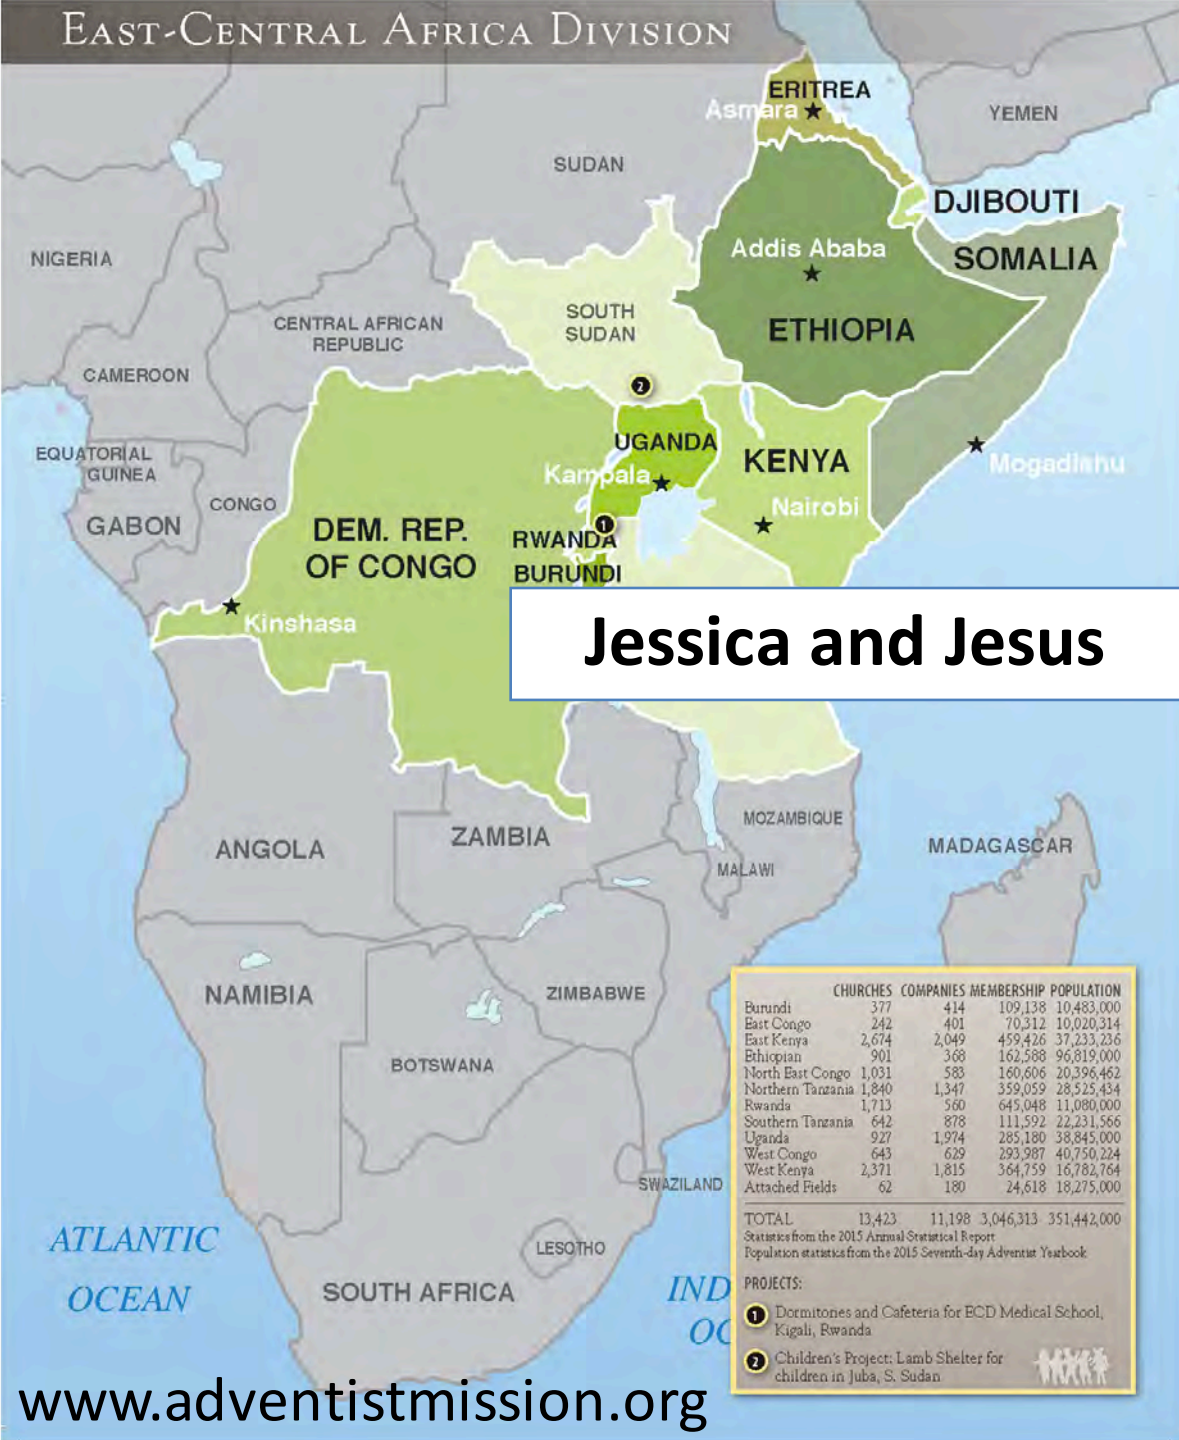 EAST-CENTRAL AFRICA DIVISION
ERITREA
Asmara
YEMEN
SUDAN
DJIBOUTI
NIGERIA
Addis Ababa
SOMALIA
SOUTH
SUDAN
ETHIOPIA
CENTRAL AFRICAN
REPUBLIC
CAMEROON
2
UGANDA
EQUATORIAL
GUINEA
KENYA
Mogadishu
Kampala
CONGO
Nairobi
GABON
DEM. REP.
OF CONGO
1
RWANDA
BURUNDI
Kinshasa
Jessica and Jesus
MOZAMBIQUE
ZAMBIA
ANGOLA
MADAGASCAR
MALAWI
NAMIBIA
ZIMBABWE
BOTSWANA
SWAZILAND
ATLANTIC
OCEAN
LESOTHO
SOUTH AFRICA
IND
OC
CHURCHES COMPANIES MEMBERSHIP POPULATION
Burundi 377 414 109,138 10,483,000
East Congo 242 401 70,312 10,020,314
East Kenya 2,674 2,049 459,426 37,233,236
Ethiopian 901 368 162,588 96,819,000
North East Congo 1,031 583 160,606 20,396,462
Northern Tanzania 1,840 1,347 359,059 28,525,434
Rwanda 1,713 560 645,048 11,080,000
Southern Tanzania 642 878 111,592 22,231,566
Uganda 927 1,974 285,180 38,845,000
West Congo 643 629 293,987 40,750,224
West Kenya 2,371 1,815 364,759 16,782,764
Attached Fields 62 180 24,618 18,275,000
TOTAL 13,423 11,198 3,046,313 351,442,000
Statistics from the 2015 Annual Statistical Report
Population statistics from the 2015 Seventh-day Adventist Yearbook
PROJECTS:
1 Dormitories and Cafeteria for ECD Medical School,
Kigali, Rwanda
2 Children's Project: Lamb Shelter for
children in Juba, S. Sudan
www.adventistmission.org